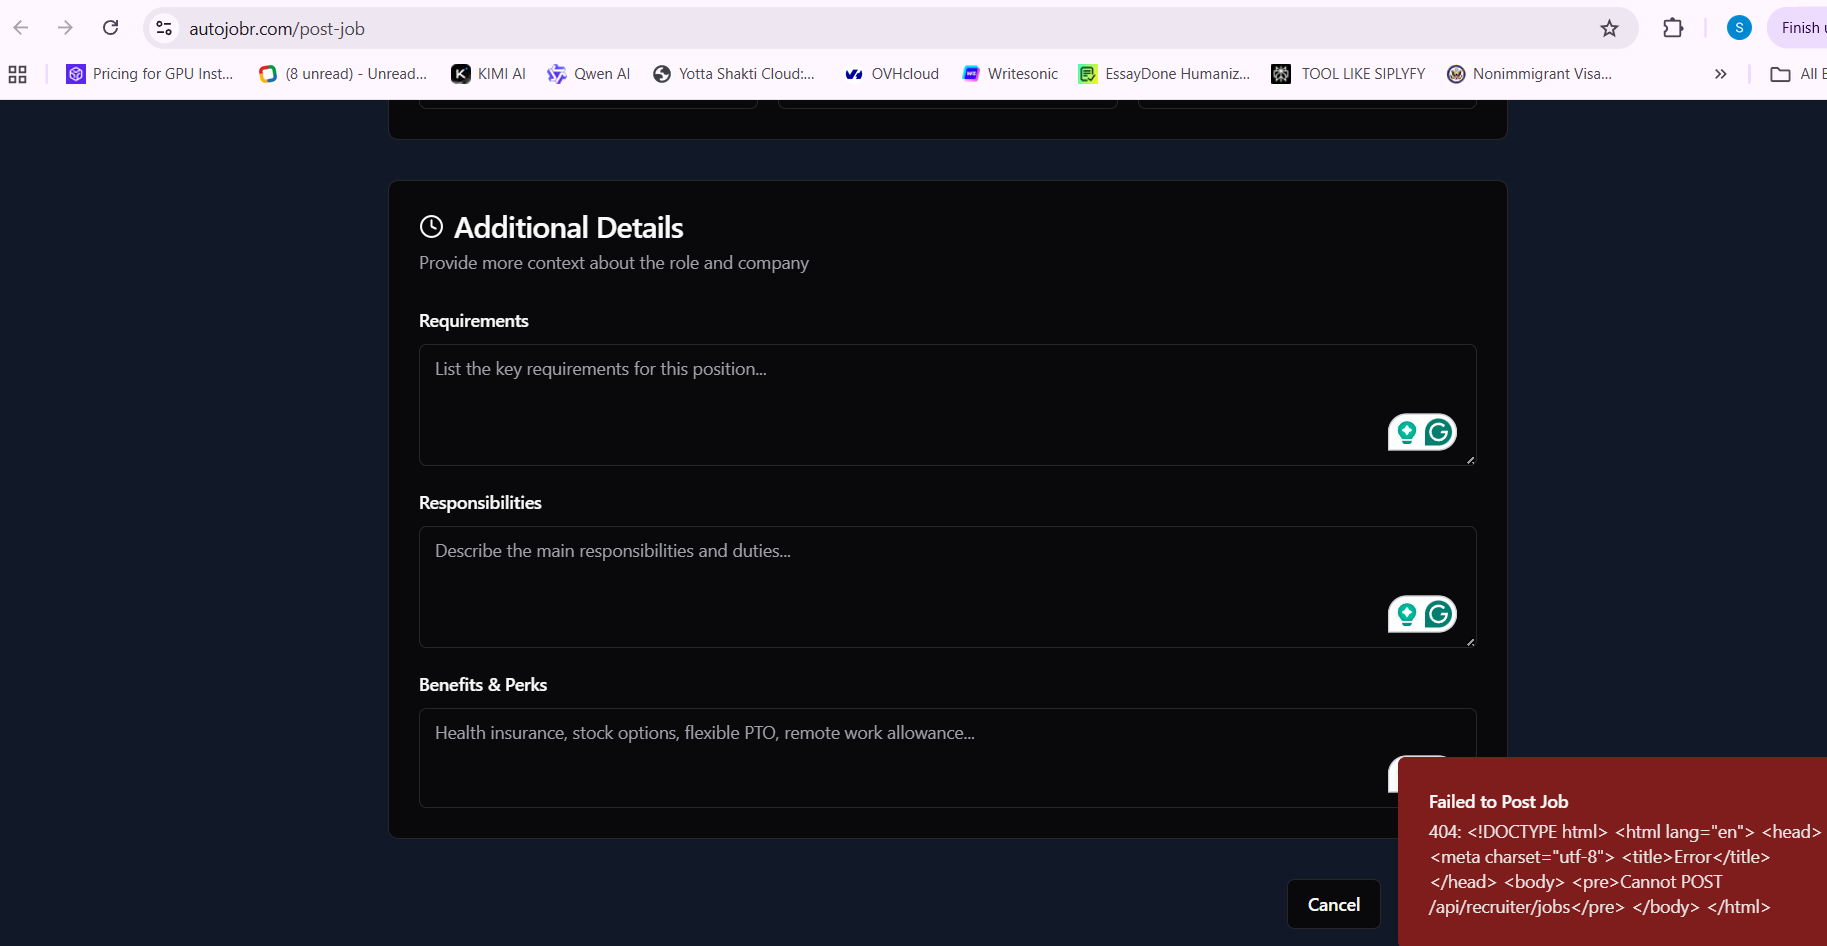 autojobr.com/post-job
S
Finish
Pricing for GPU Inst...
(8 unread) - Unread...
KIMI AI
Qwen AI
Yotta Shakti Cloud:...
OVHcloud
Writesonic
EssayDone Humaniz...
TOOL LIKE SIPLYFY
Nonimmigrant Visa...
All
Additional Details
Provide more context about the role and company
Requirements
List the key requirements for this position...
Responsibilities
Describe the main responsibilities and duties...
Benefits & Perks
Health insurance, stock options, flexible PTO, remote work allowance...
Cancel
Failed to Post Job
404: <!DOCTYPE html> <html lang="en"> <head>
<meta charset="utf-8"> <title>Error</title>
</head> <body> <pre>Cannot POST
/api/recruiter/jobs</pre> </body> </html>